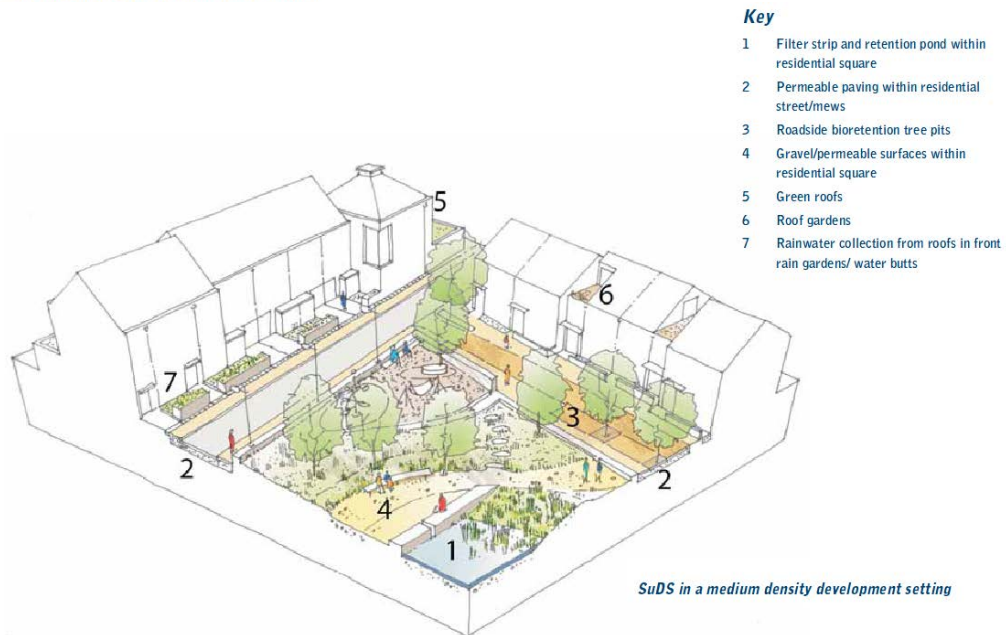 Key
1 Filter strip and retention pond within
residential square
2 Permeable paving within residential
street/mews
3 Roadside bioretention tree pits
4 Gravel/permeable surfaces within
residential square
5 Green roofs
6 Roof gardens
7 Rainwater collection from roofs in front
rain gardens/ water butts
5
6
7
3
2
2
4
1
SuDS in a medium density development setting